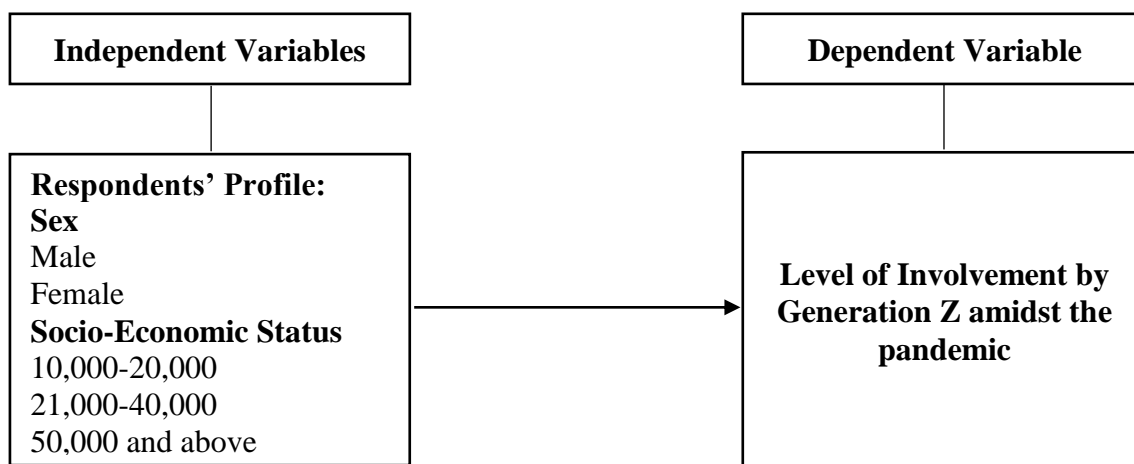 Independent Variables
Dependent Variable
Respondents’ Profile:
Sex
Male
Female
Socio-Economic Status
10,000-20,000
21,000-40,000
50,000 and above
Level of Involvement by
Generation Z amidst the
pandemic